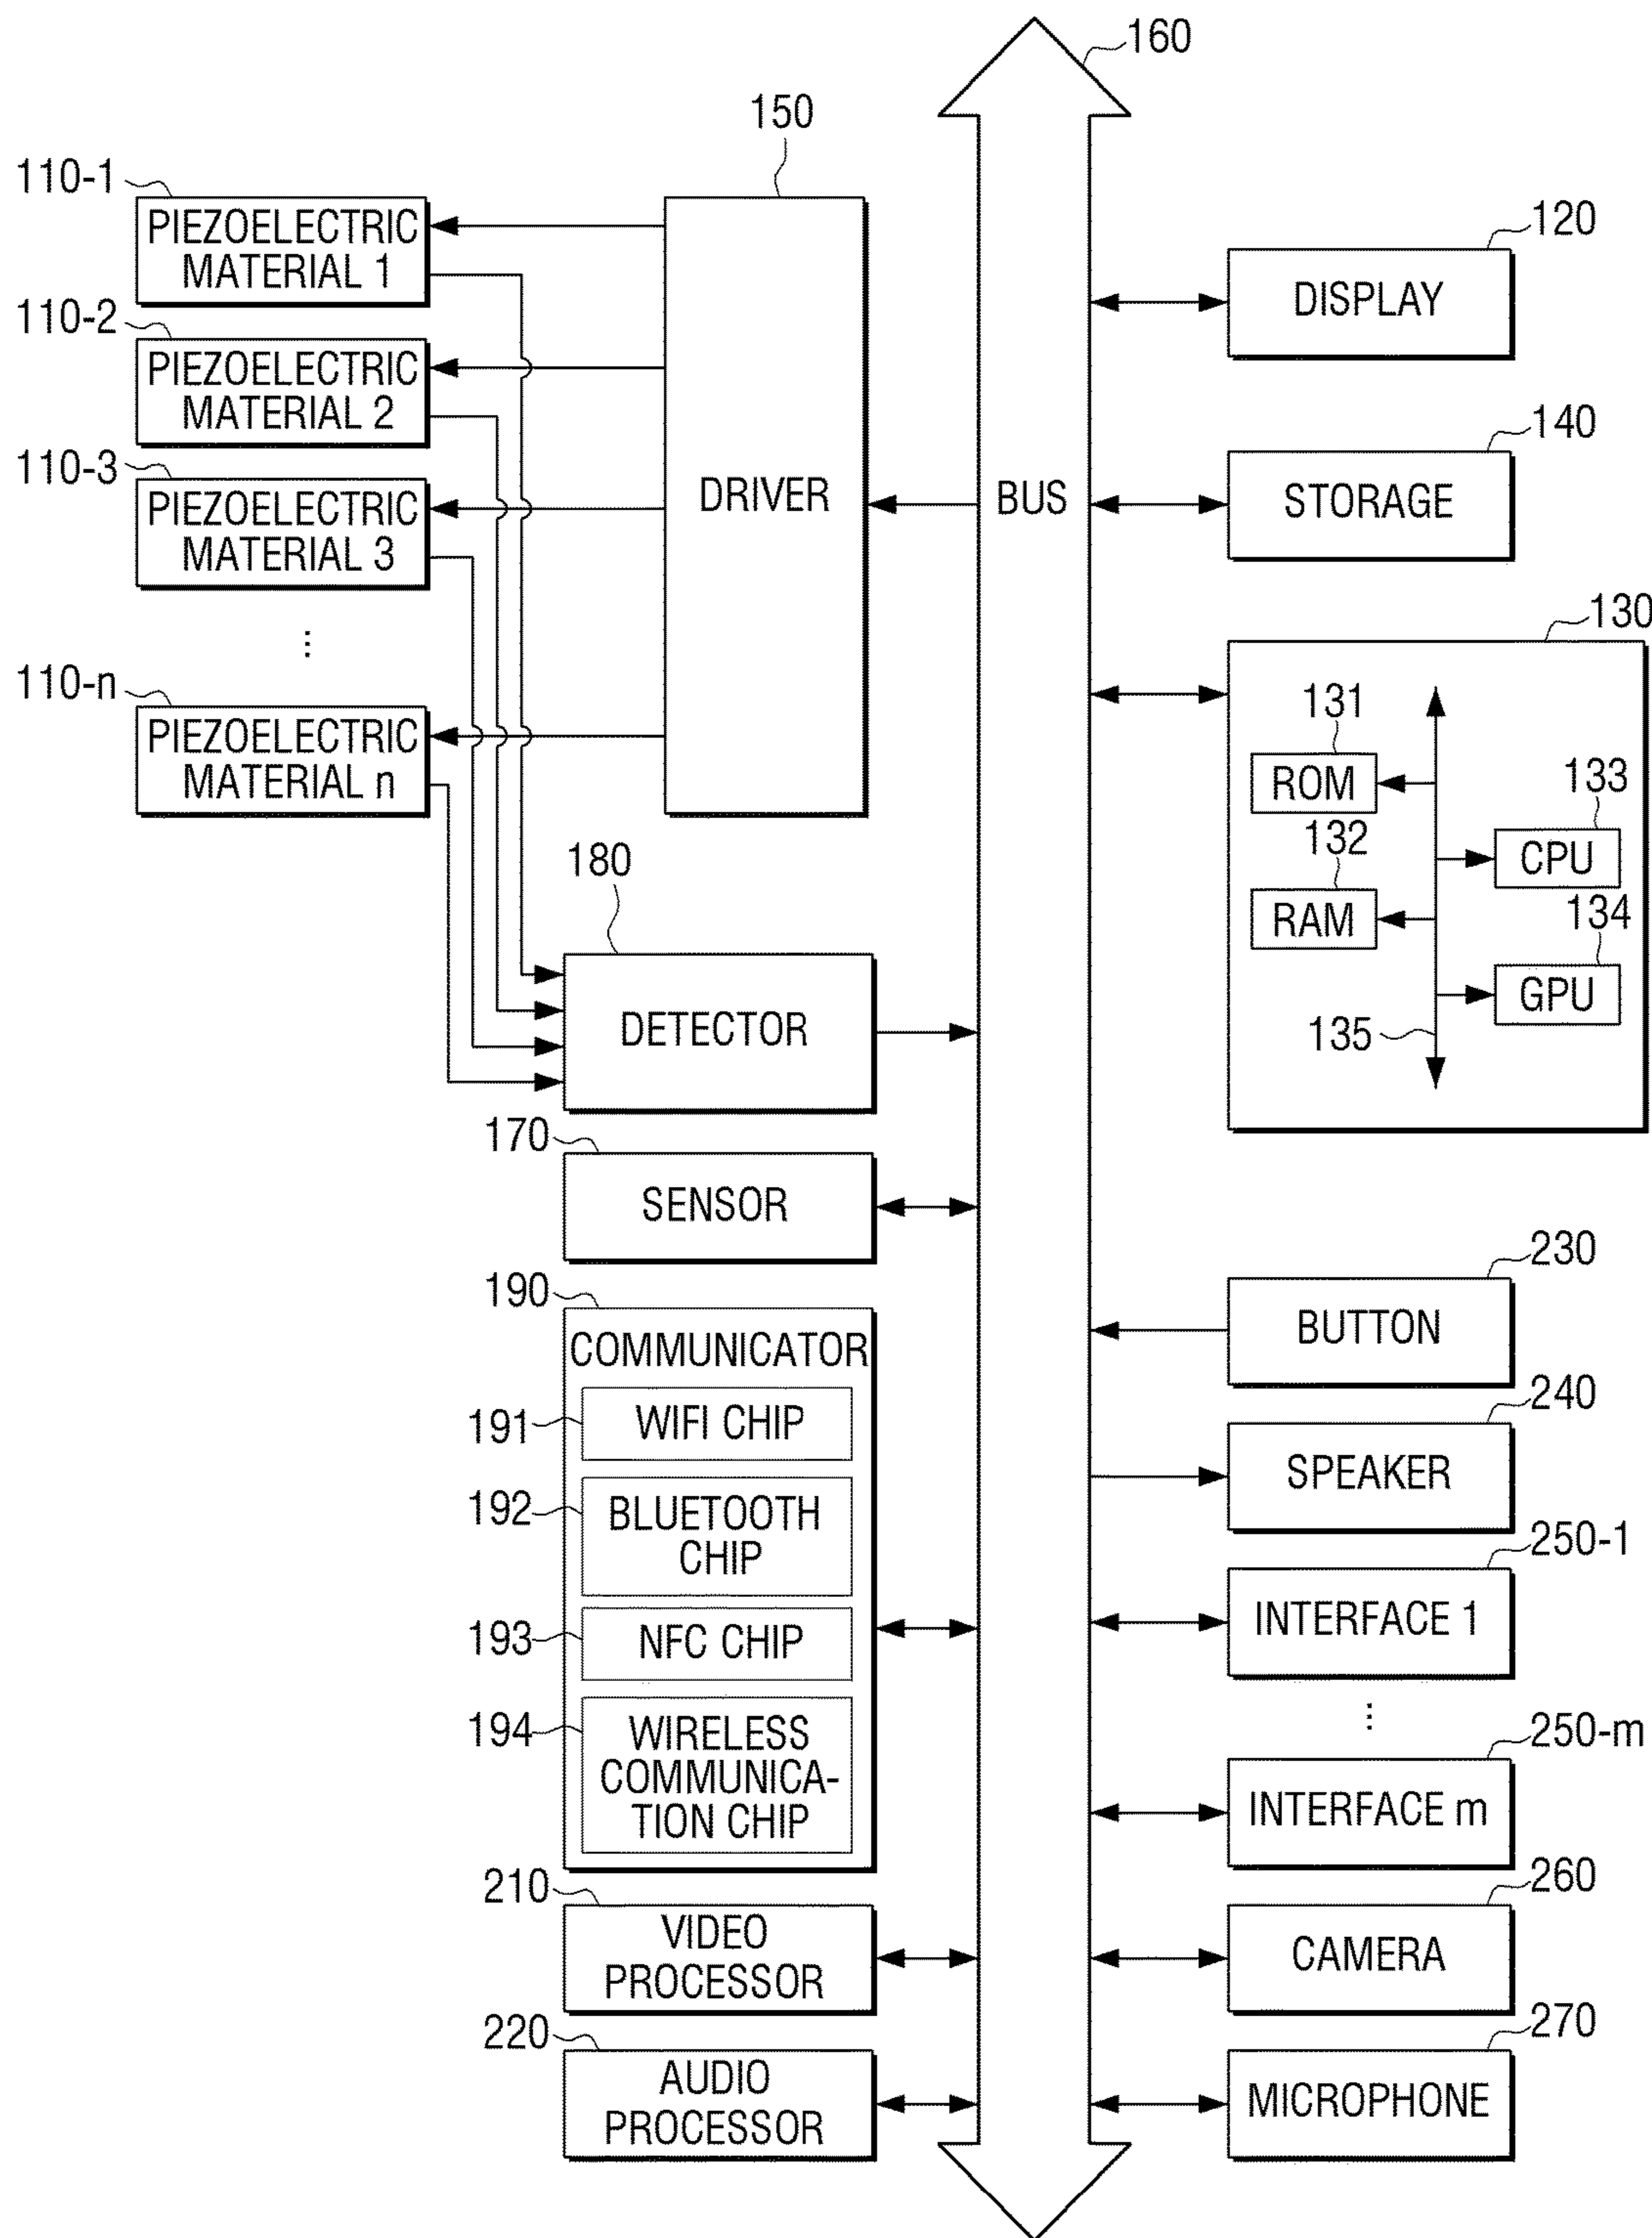 160
150
110-1
PIEZOELECTRIC
MATERIAL 1
110-2
PIEZOELECTRIC
MATERIAL 2
110-3
PIEZOELECTRIC
MATERIAL 3
...
110-n
PIEZOELECTRIC
MATERIAL n
DRIVER
BUS
120
DISPLAY
140
STORAGE
130
131
ROM
133
CPU
132
RAM
134
GPU
135
180
DETECTOR
170
SENSOR
190
COMMUNICATOR
191
WIFI CHIP
192
BLUETOOTH
CHIP
193
NFC CHIP
194
WIRELESS
COMMUNICA-
TION CHIP
210
VIDEO
PROCESSOR
220
AUDIO
PROCESSOR
230
BUTTON
240
SPEAKER
250-1
INTERFACE 1
...
250-m
INTERFACE m
260
CAMERA
270
MICROPHONE